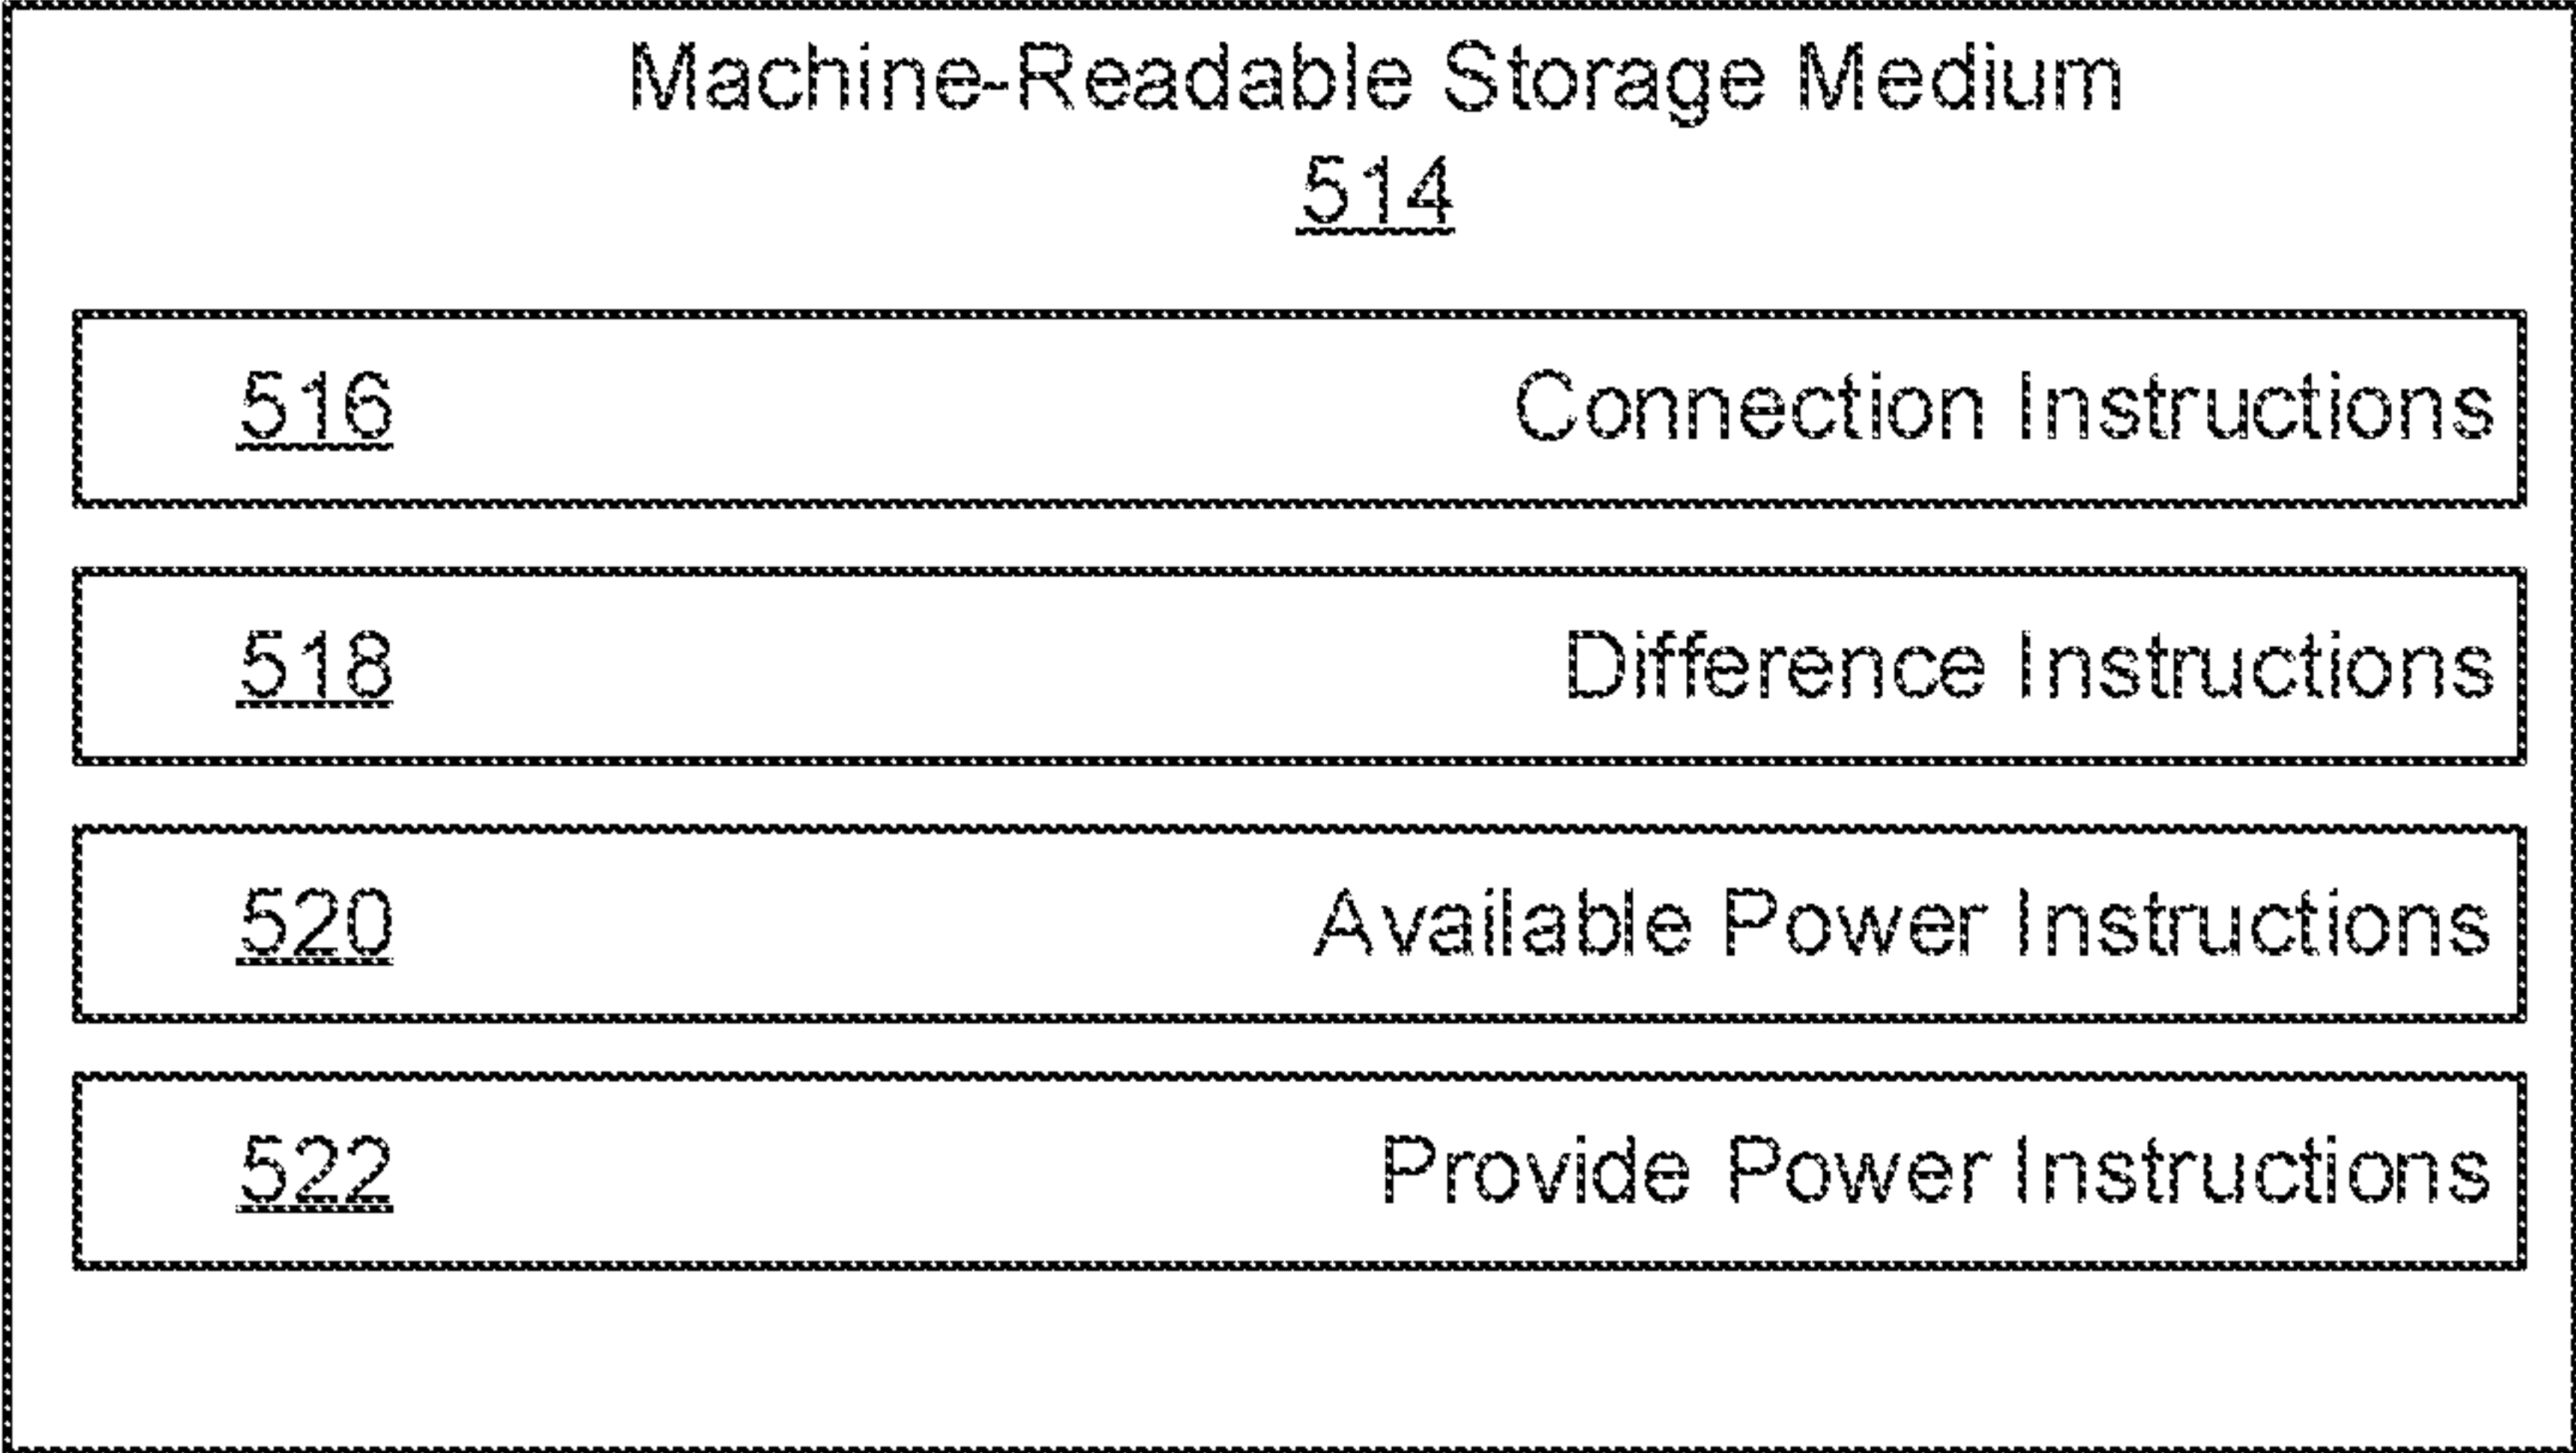 Machine-Readable Storage Medium
514
516 Connection Instructions
518 Difference Instructions
520 Available Power Instructions
522 Provide Power Instructions